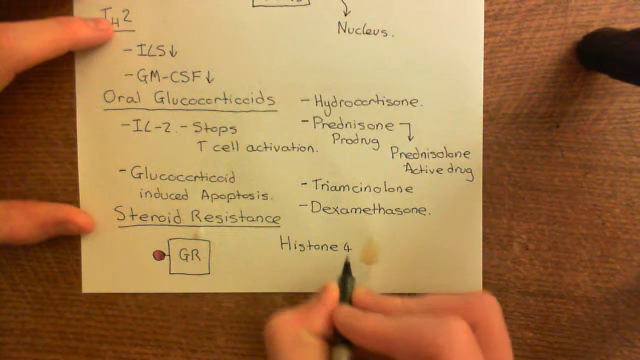 Nucleus.
TH2
- IL5↓
- GM-CSF↓
Oral Glucocorticoids
- IL-2 - Stops
T cell activation.
- Glucocorticoid
induced Apoptosis.
- Hydrocortisone.
- Prednisone
Prodrug
Prednisolone
Active drug
- Triamcinolone
- Dexamethasone.
Steroid Resistance
GR
Histone 4